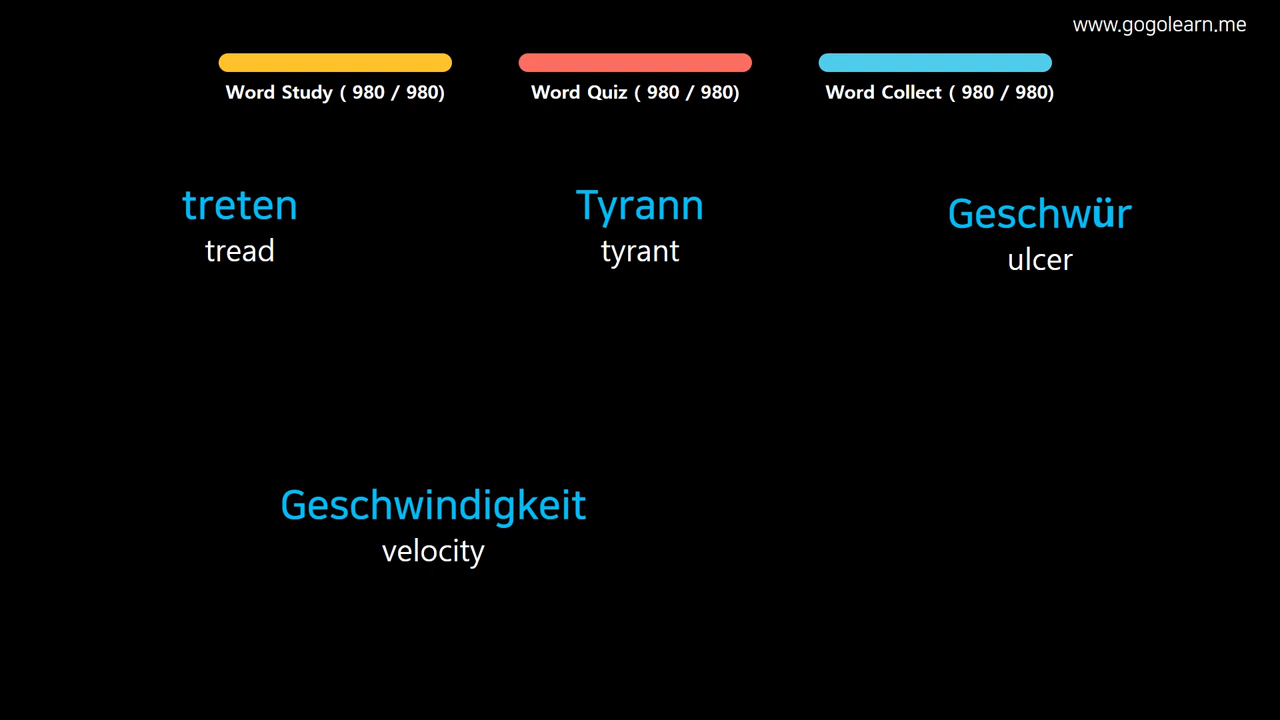 www.gogolearn.me
Word Study ( 980 / 980)
Word Quiz ( 980 / 980)
Word Collect ( 980 / 980)
treten
tread
Tyrann
tyrant
Geschwür
ulcer
Geschwindigkeit
velocity